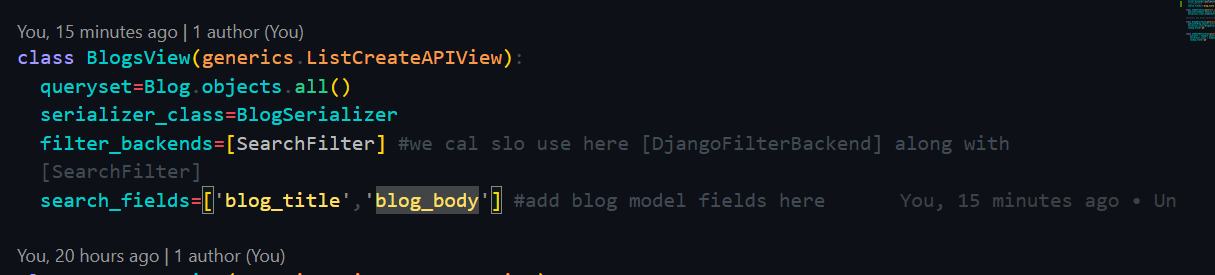 You, 15 minutes ago | 1 author (You)
class BlogsView(generics.ListCreateAPIView):
queryset=Blog.objects.all()
serializer_class=BlogSerializer
filter_backends=[SearchFilter] #we cal slo use here [DjangoFilterBackend] along with
[SearchFilter]
search_fields=['blog_title','blog_body'] #add blog model fields here You, 15 minutes ago • Un
You, 20 hours ago | 1 author (You)